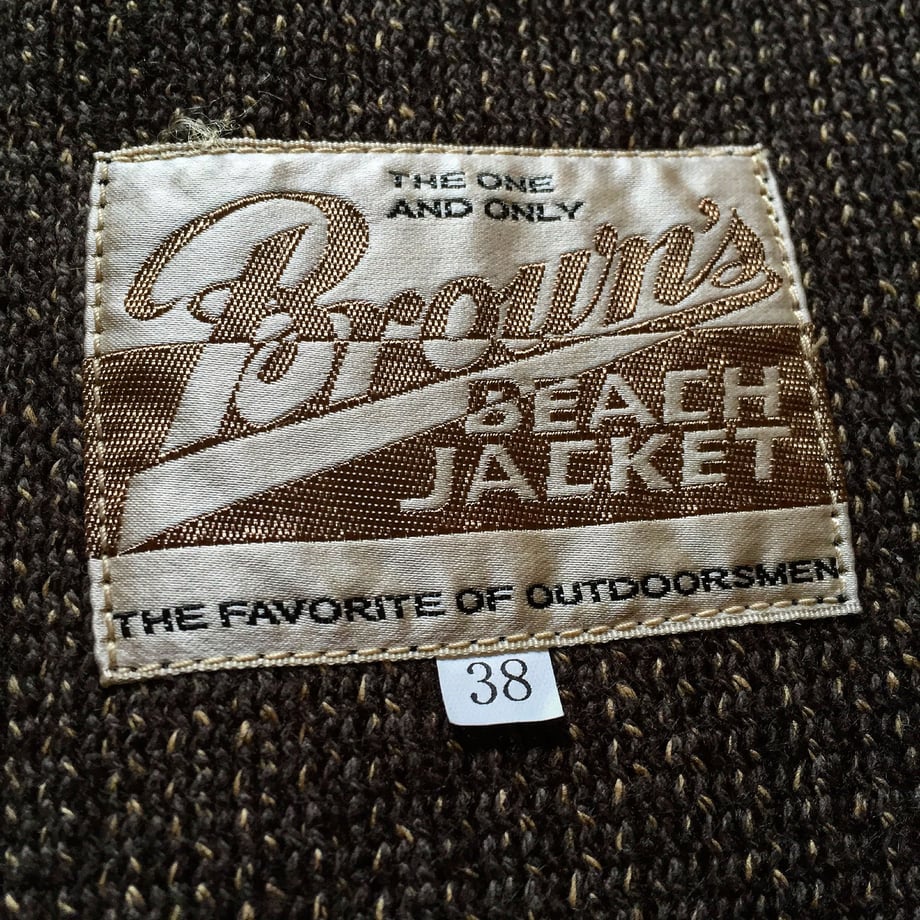 THE ONE
AND ONLY
Brown's
BEACH
JACKET
THE FAVORITE OF OUTDOORSMEN
38